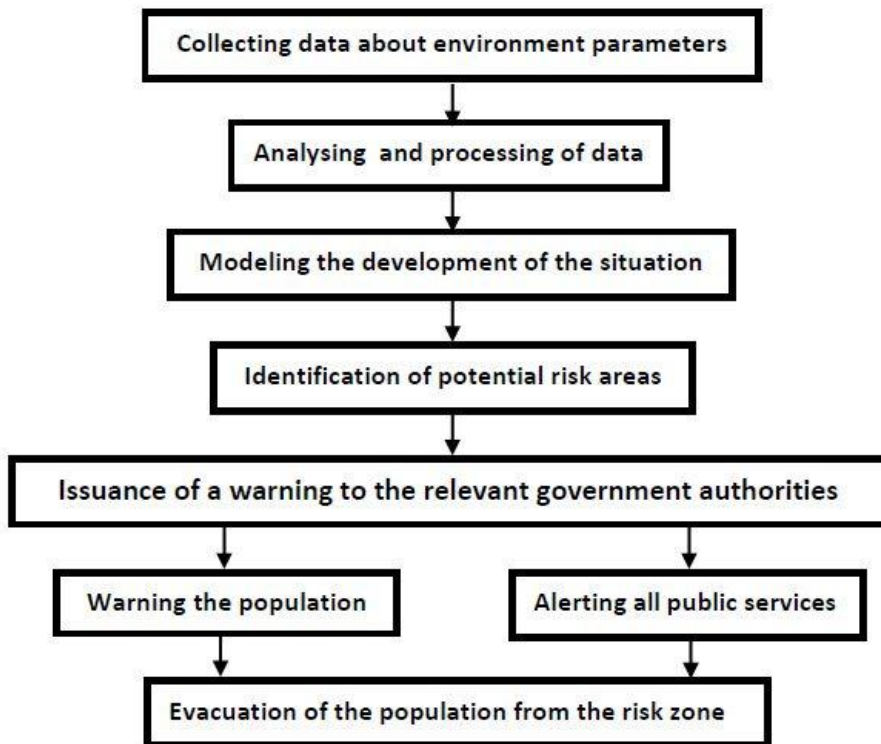 Collecting data about environment parameters
Analysing and processing of data
Modeling the development of the situation
Identification of potential risk areas
Issuance of a warning to the relevant government authorities
Warning the population
Alerting all public services
Evacuation of the population from the risk zone